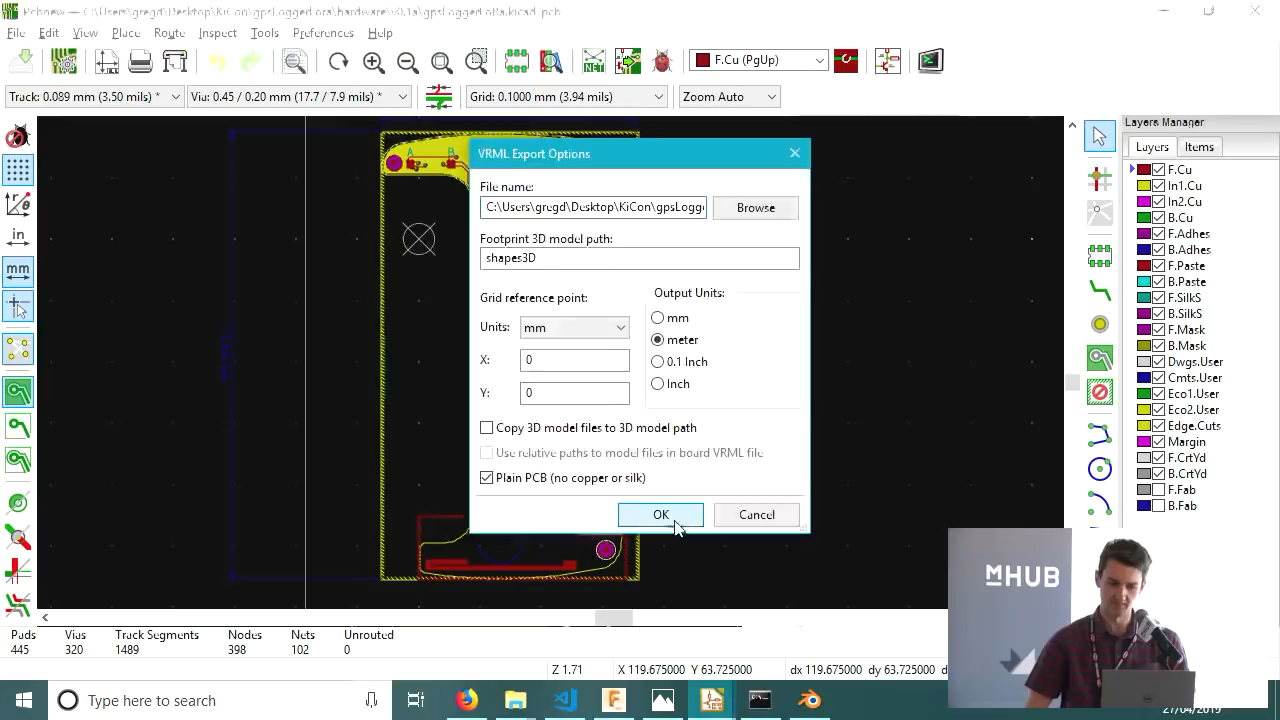 Pcbnew — C:\Users\gregd\Desktop\KiCon\gpsLogged
File Edit View Place Route Inspect Tools Preferences Help
NET
F.Cu (PgUp)
Track: 0.089 mm (3.50 mils) *
Via: 0.45 / 0.20 mm (17.7 / 7.9 mils) *
Grid: 0.1000 mm (3.94 mils)
Zoom Auto
in
mm
A B
VRML Export Options
File name:
C:\Users\gregd\Desktop\KiCon\gpsLogg
Browse
Footprint 3D model path:
shapes3D
Grid reference point:
Units: mm
X: 0
Y: 0
Output Units:
mm
meter
0.1 Inch
Inch
Copy 3D model files to 3D model path
Use relative paths to model files in board VRML file
Plain PCB (no copper or silk)
OK
Cancel
Layers Manager
Layers Items
F.Cu
In1.Cu
In2.Cu
B.Cu
F.Adhes
B.Adhes
F.Paste
B.Paste
F.SilkS
B.SilkS
F.Mask
B.Mask
Dwgs.User
Cmts.User
Eco1.User
Eco2.User
Edge.Cuts
Margin
F.CrtYd
B.CrtYd
F.Fab
B.Fab
MHUB
Pads Vias Track Segments Nodes Nets Unrouted
445 320 1489 398 102 0
Z 1.71 X 119.675000 Y 63.725000 dx 119.675000 dy 63.725000
Type here to search
27/04/2019